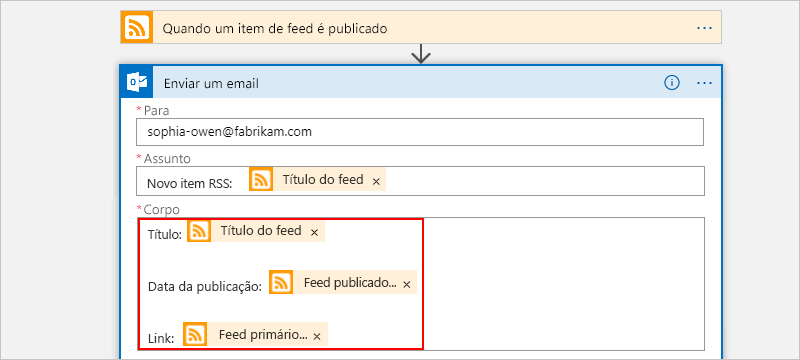 Quando um item de feed é publicado ...
Enviar um email ...
* Para
sophia-owen@fabrikam.com
* Assunto
Novo item RSS: Título do feed ×
* Corpo
Título: Título do feed ×
Data da publicação: Feed publicado... ×
Link: Feed primário... ×